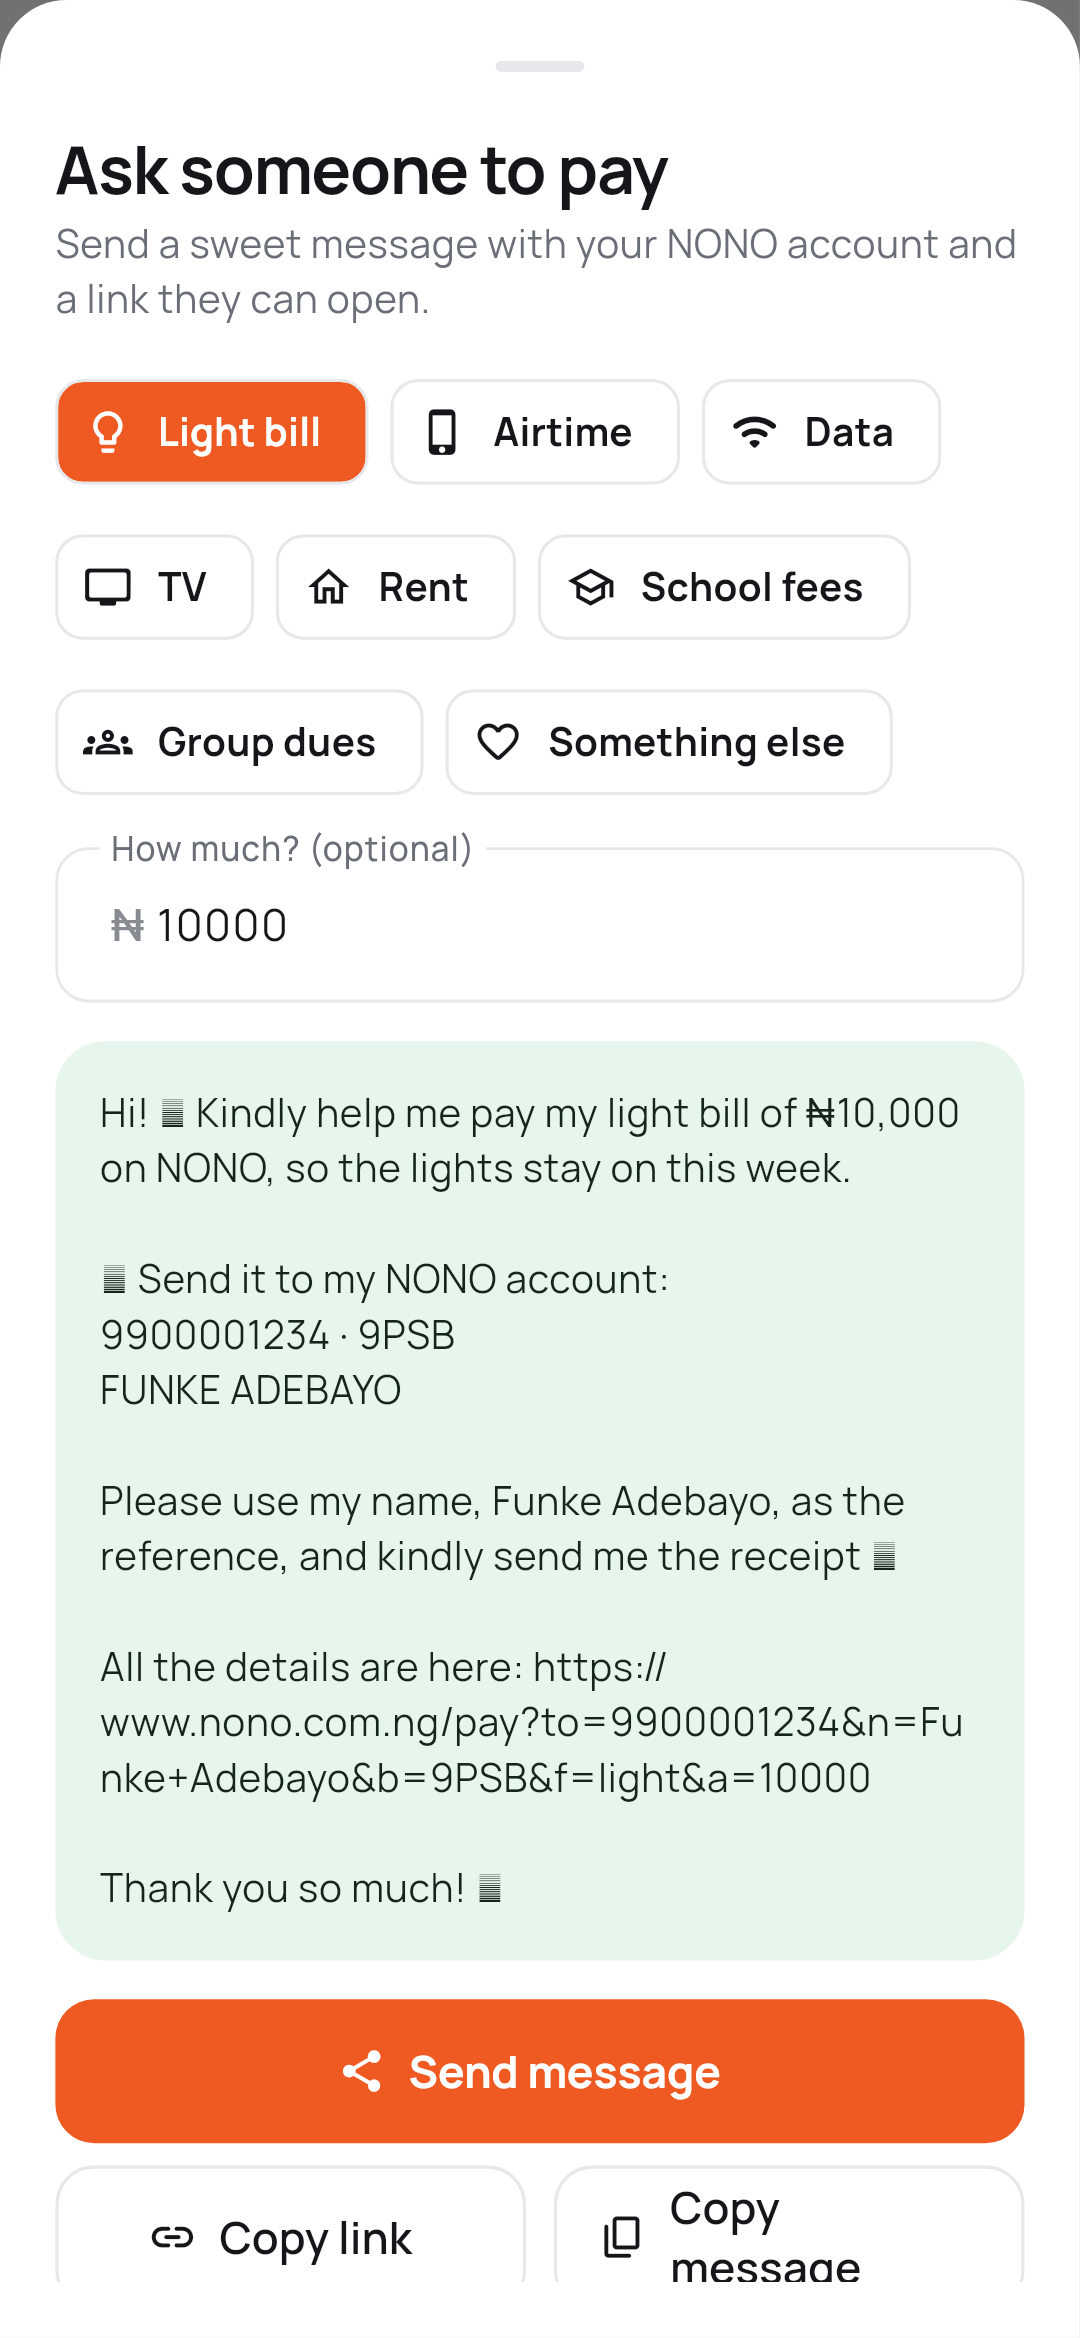 Ask someone to pay
Send a sweet message with your NONO account and
a link they can open.
Light bill
Airtime
Data
TV
Rent
School fees
Group dues
Something else
How much? (optional)
₦ 10000
Hi! Kindly help me pay my light bill of ₦10,000
on NONO, so the lights stay on this week.
Send it to my NONO account:
9900001234 · 9PSB
FUNKE ADEBAYO
Please use my name, Funke Adebayo, as the
reference, and kindly send me the receipt
All the details are here: https://
www.nono.com.ng/pay?to=9900001234&n=Fu
nke+Adebayo&b=9PSB&f=light&a=10000
Thank you so much!
Send message
Copy link
Copy
message